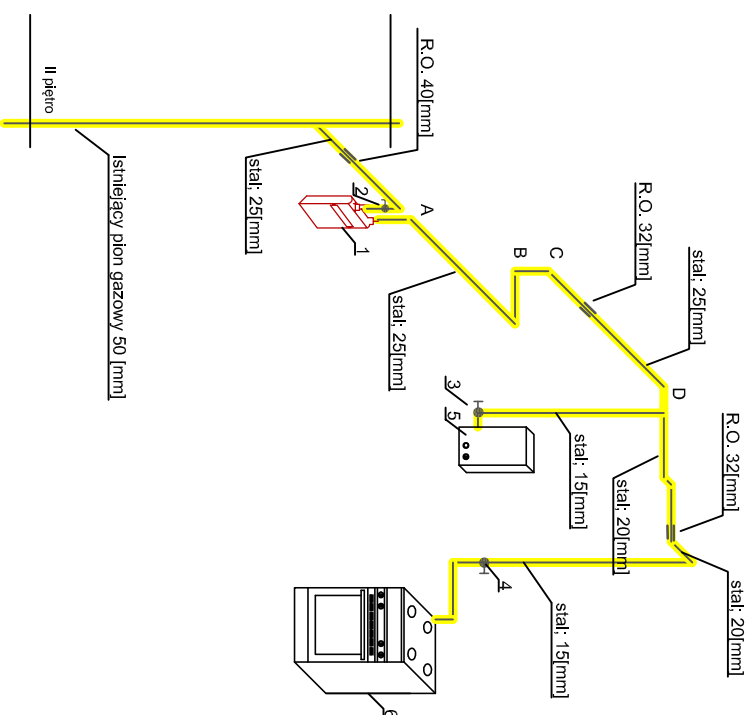 II piętro
Istniejący pion gazowy 50 [mm]
stal; 25[mm]
R.O. 40[mm]
2
1
A
stal; 25[mm]
B
C
R.O. 32[mm]
stal; 25[mm]
D
3
5
stal; 15[mm]
stal; 20[mm]
R.O. 32[mm]
stal; 20[mm]
4
stal; 15[mm]
6